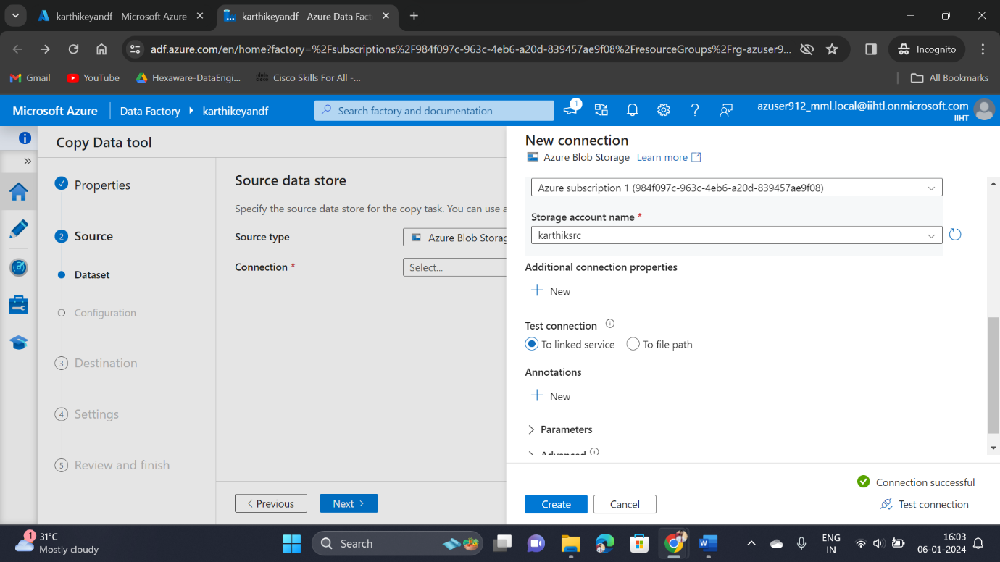 karthikeyandf - Microsoft Azure
karthikeyandf - Azure Data Fact
adf.azure.com/en/home?factory=%2Fsubscriptions%2F984f097c-963c-4eb6-a20d-839457ae9f08%2FresourceGroups%2Frg-azuser9...
Incognito
Gmail
YouTube
Hexaware-DataEngi...
Cisco Skills For All -...
All Bookmarks
Microsoft Azure
Data Factory
karthikeyandf
Search factory and documentation
1
azuser912_mml.local@iihtl.onmicrosoft.com
IIHT
Copy Data tool
Properties
2 Source
Dataset
Configuration
3 Destination
4 Settings
5 Review and finish
Source data store
Specify the source data store for the copy task. You can use a
Source type
Azure Blob Storag
Connection *
Select...
Previous
Next
New connection
Azure Blob Storage Learn more
Azure subscription 1 (984f097c-963c-4eb6-a20d-839457ae9f08)
Storage account name *
karthiksrc
Additional connection properties
New
Test connection
To linked service To file path
Annotations
New
Parameters
Advanced
Connection successful
Create
Cancel
Test connection
1
31°C
Mostly cloudy
Search
ENG
IN
16:03
06-01-2024